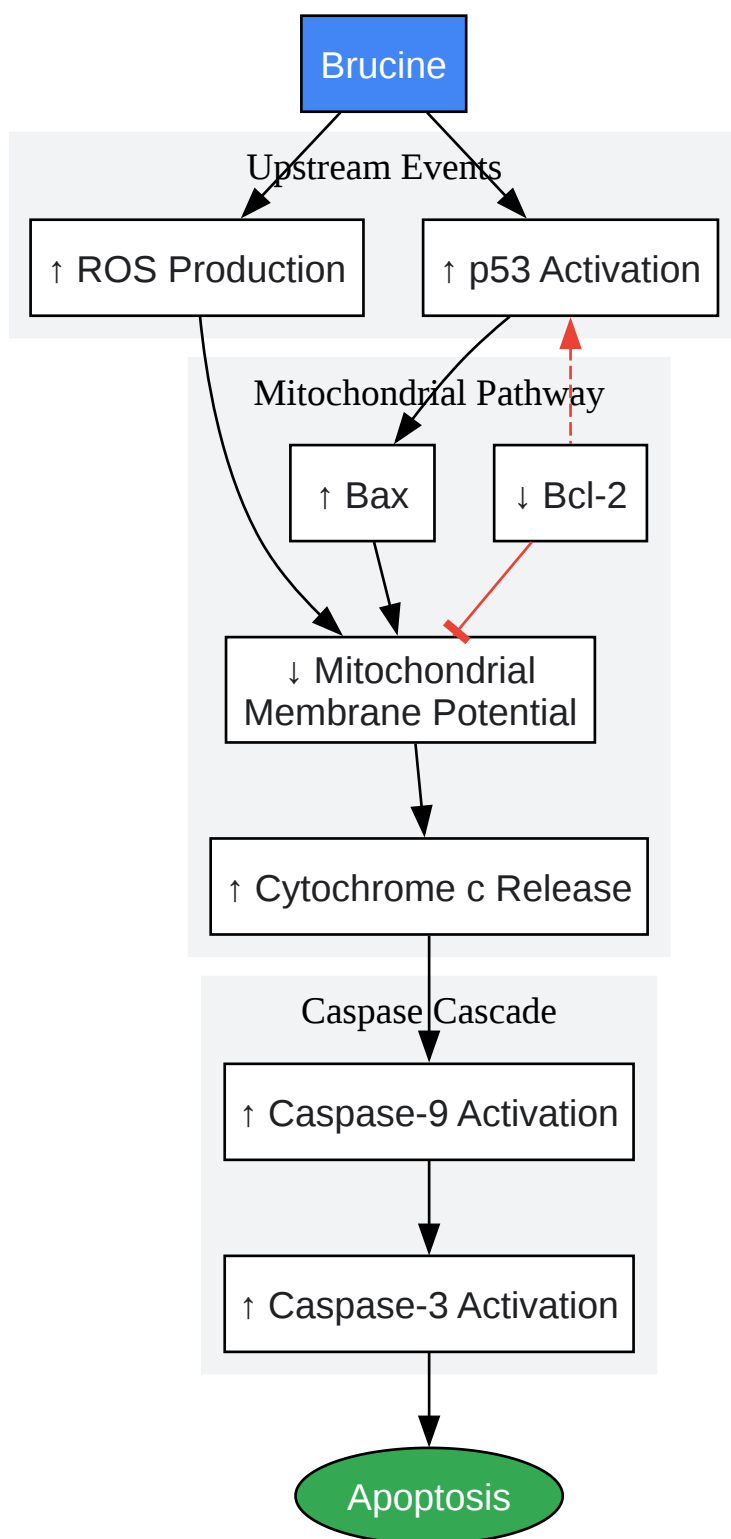 Brucine
Upstream Events
↑ ROS Production
↑ p53 Activation
Mitochondrial Pathway
↑ Bax
↓ Bcl-2
↓ Mitochondrial
Membrane Potential
↑ Cytochrome c Release
Caspase Cascade
↑ Caspase-9 Activation
↑ Caspase-3 Activation
Apoptosis